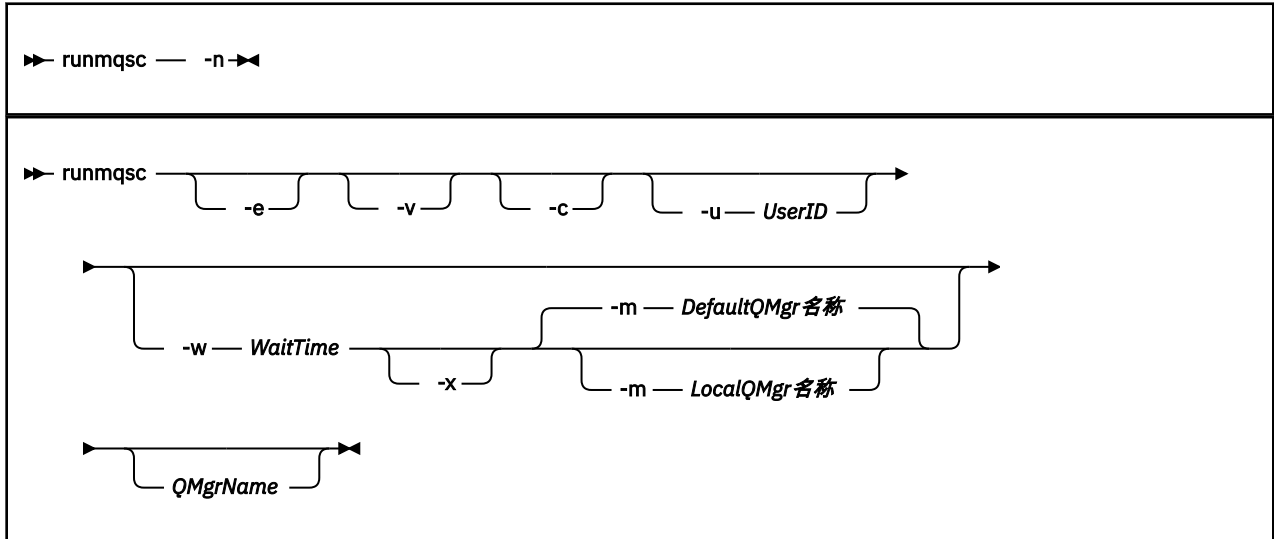 runmqsc -n
runmqsc
-e -v -c -u UserID
-m DefaultQMgr名称
-w WaitTime
-x -m LocalQMgr名称
QMgrName